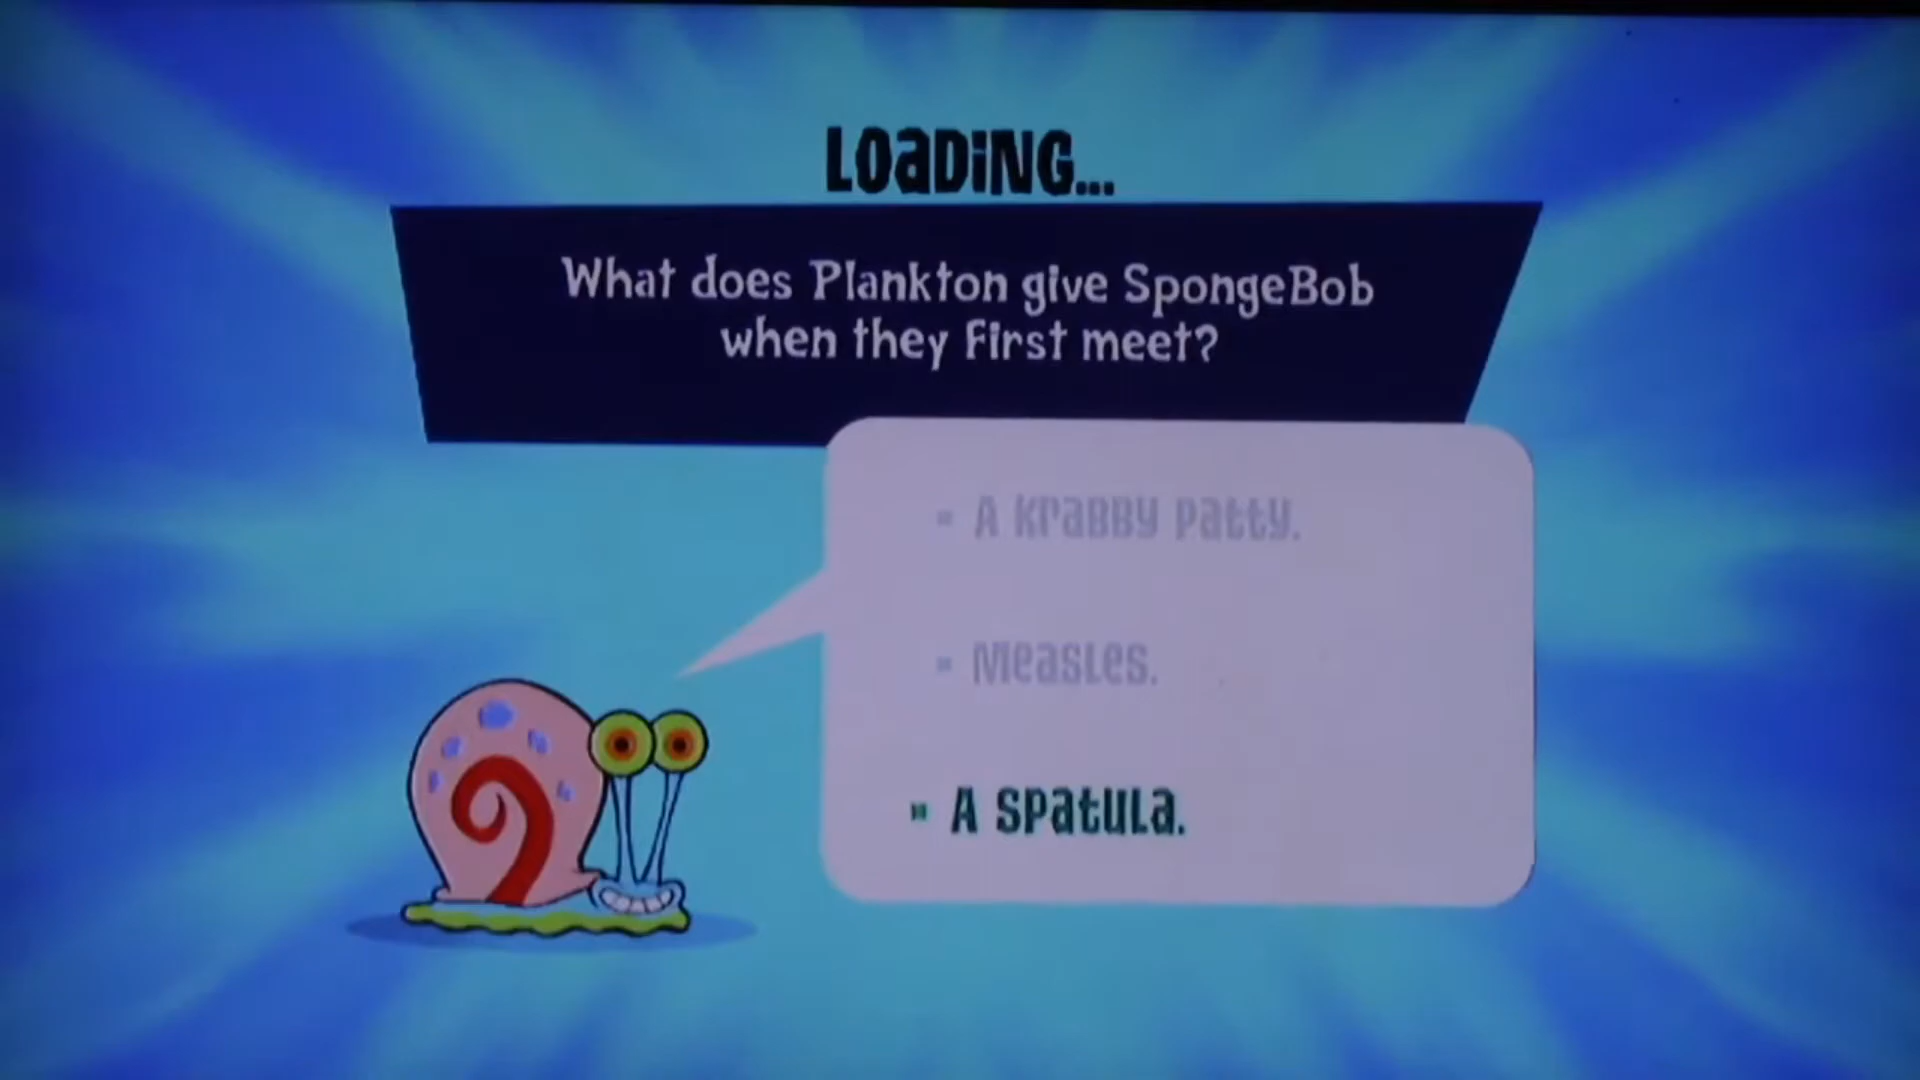 LOADING...
What does Plankton give SpongeBob
when they first meet?
A Krabby Patty.
Measles.
A spatula.